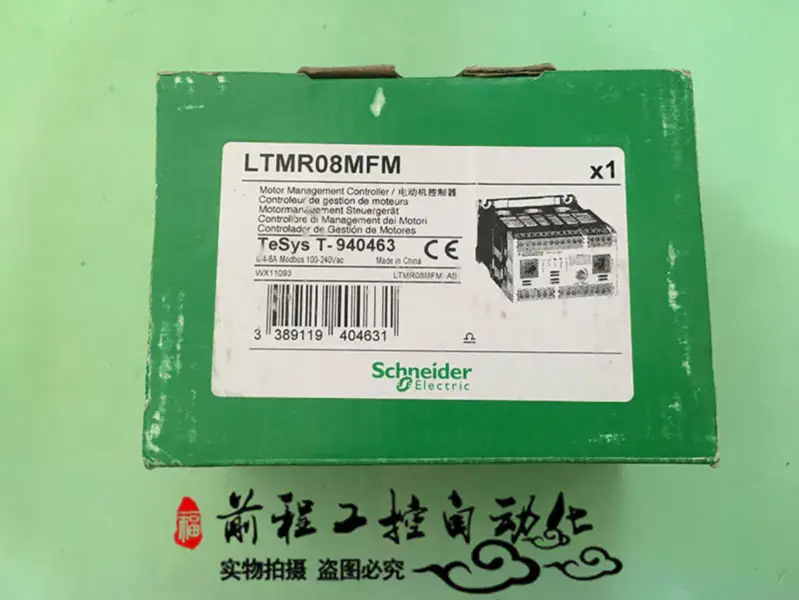 LTMR08MFM
x1
Motor Management Controller / 电动机控制器
Controleur de gestion de moteurs
Motormanagement Steuergerät
Controllore di Management dei Motori
Controlador de Gestión de Motores
TeSys T- 940463 CE
0.4-8A Modbus 100-240Vac Made in China
WX11093 LTMR08MFM AB
3 389119 404631
Schneider
Electric
福
前程工控自动化
实物拍摄 盗图必究